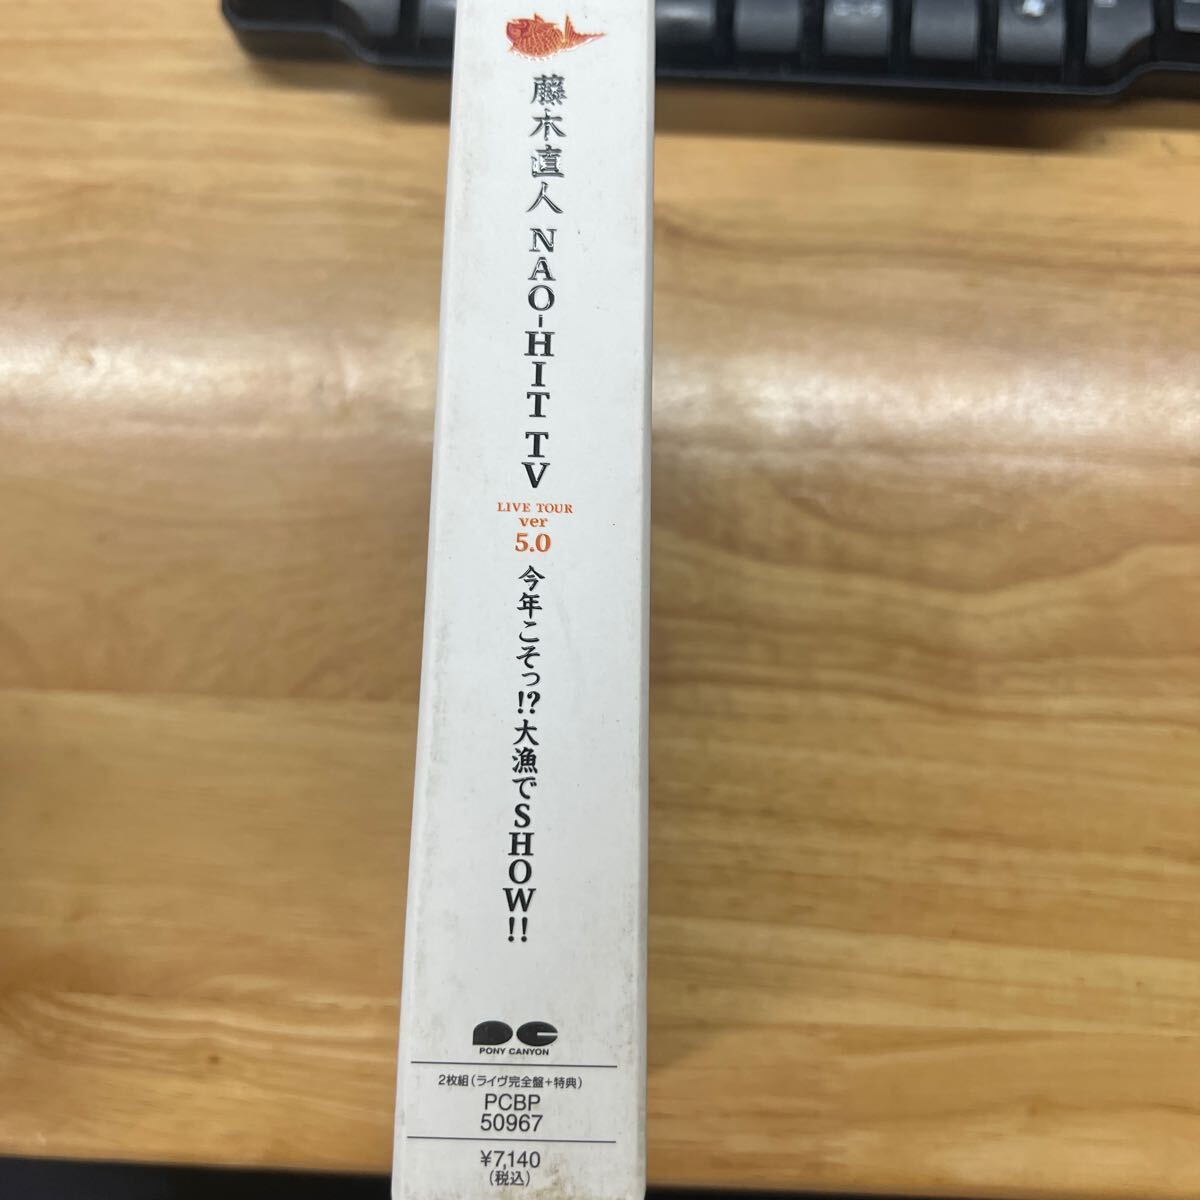 藤木直人 NAO-HIT TV
LIVE TOUR
ver
5.0
今年こそっ!?大漁でSHOW!!
PC
PONY CANYON
2枚組(ライヴ完全盤+特典)
PCBP
50967
¥7,140
(税込)